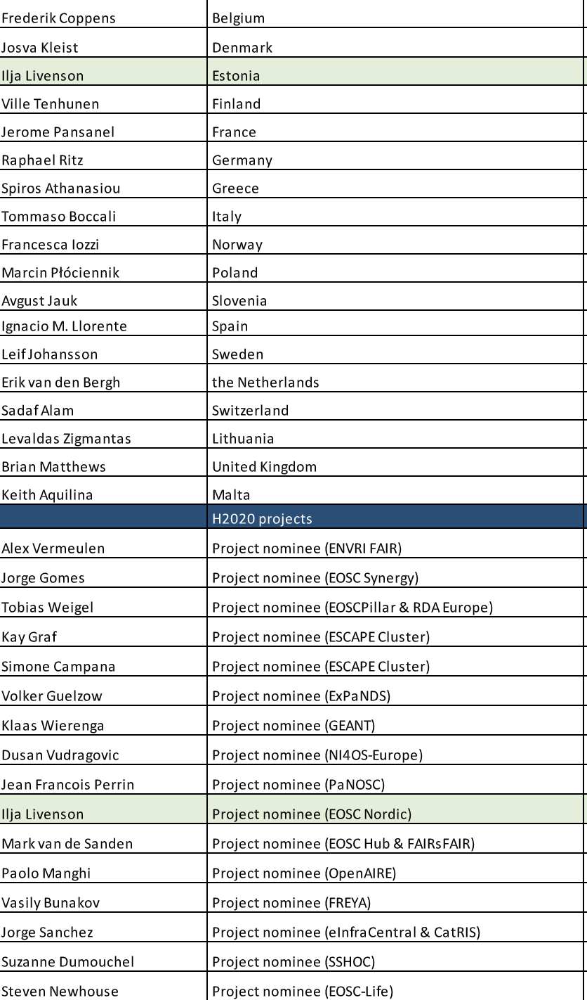 Frederik Coppens Belgium
Josva Kleist Denmark
Ilja Livenson Estonia
Ville Tenhunen Finland
Jerome Pansanel France
Raphael Ritz Germany
Spiros Athanasiou Greece
Tommaso Boccali Italy
Francesca Iozzi Norway
Marcin Płóciennik Poland
Avgust Jauk Slovenia
Ignacio M. Llorente Spain
Leif Johansson Sweden
Erik van den Bergh the Netherlands
Sadaf Alam Switzerland
Levaldas Zigmantas Lithuania
Brian Matthews United Kingdom
Keith Aquilina Malta
H2020 projects
Alex Vermeulen Project nominee (ENVRI FAIR)
Jorge Gomes Project nominee (EOSC Synergy)
Tobias Weigel Project nominee (EOSCPillar & RDA Europe)
Kay Graf Project nominee (ESCAPE Cluster)
Simone Campana Project nominee (ESCAPE Cluster)
Volker Guelzow Project nominee (ExPaNDS)
Klaas Wierenga Project nominee (GEANT)
Dusan Vudragovic Project nominee (NI4OS-Europe)
Jean Francois Perrin Project nominee (PaNOSC)
Ilja Livenson Project nominee (EOSC Nordic)
Mark van de Sanden Project nominee (EOSC Hub & FAIRsFAIR)
Paolo Manghi Project nominee (OpenAIRE)
Vasily Bunakov Project nominee (FREYA)
Jorge Sanchez Project nominee (eInfraCentral & CatRIS)
Suzanne Dumouchel Project nominee (SSHOC)
Steven Newhouse Project nominee (EOSC-Life)